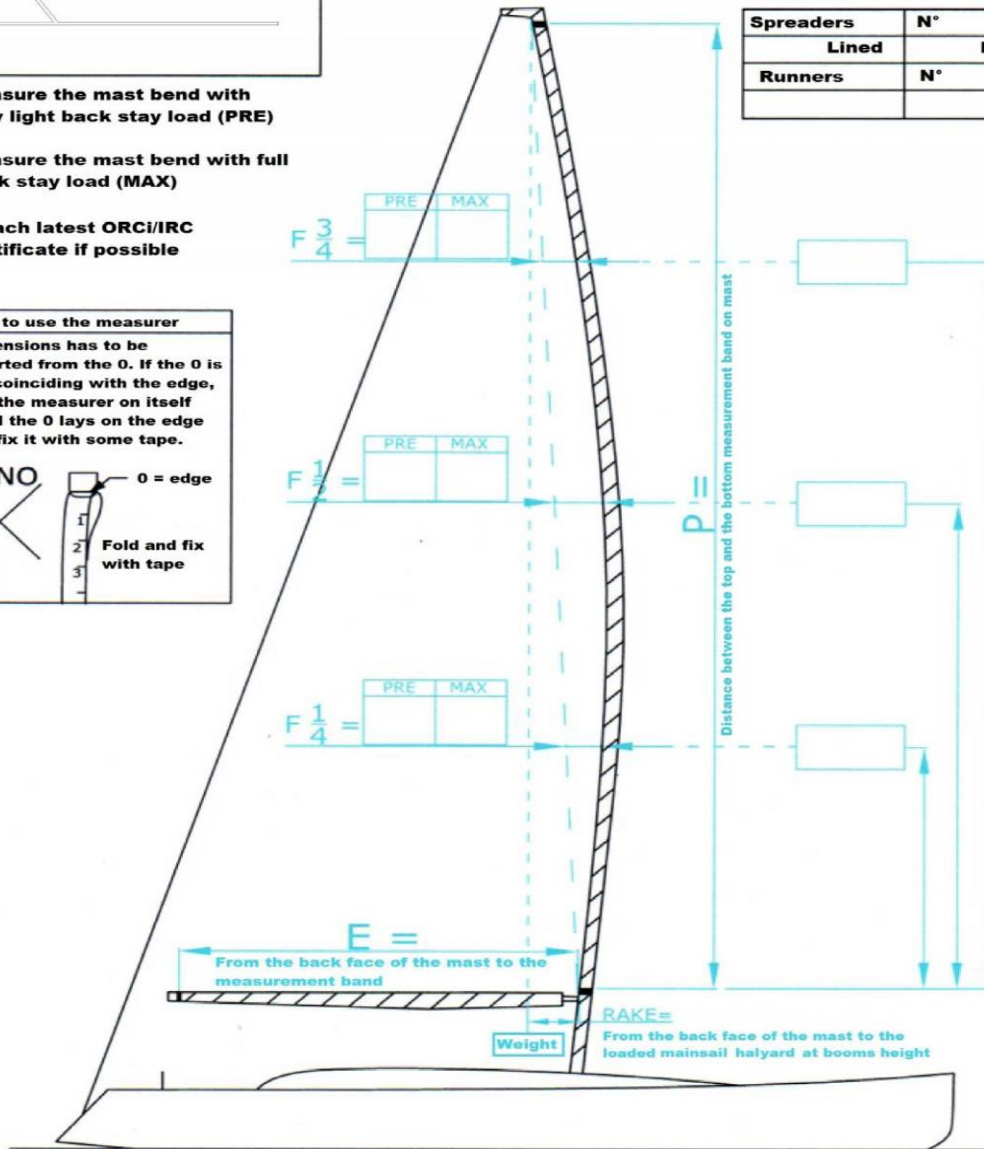 Spreaders N°
Lined
Runners N°
sure the mast bend with
light back stay load (PRE)
sure the mast bend with full
k stay load (MAX)
ach latest ORCi/IRC
tificate if possible
PRE MAX
F 3/4 =
to use the measurer
ensions has to be
rted from the 0. If the 0 is
coinciding with the edge,
the measurer on itself
the 0 lays on the edge
fix it with some tape.
NO
0 = edge
1
2
3
Fold and fix
with tape
PRE MAX
F 1/2 =
P =
Distance between the top and the bottom measurement band on mast
PRE MAX
F 1/4 =
E =
From the back face of the mast to the
measurement band
RAKE=
Weight
From the back face of the mast to the
loaded mainsail halyard at booms height